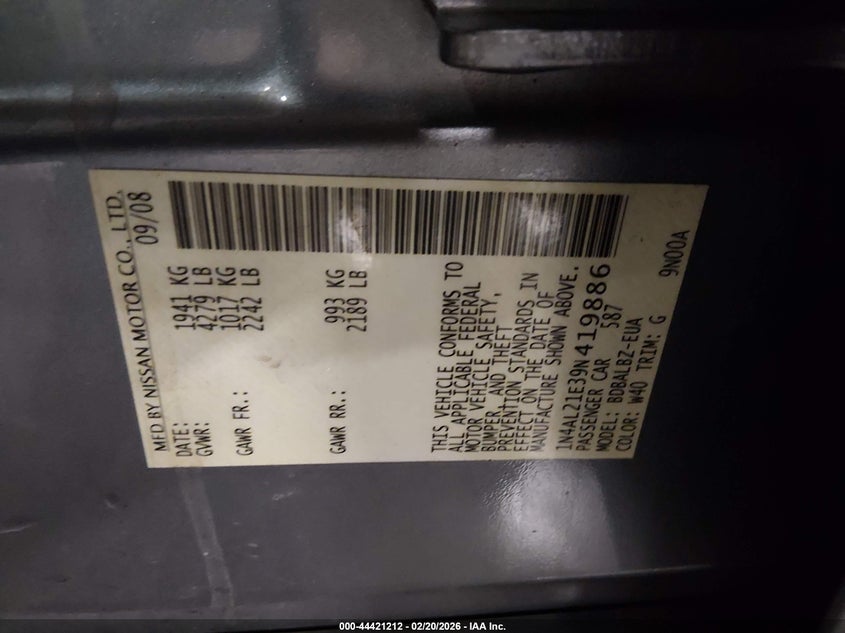 MFD BY NISSAN MOTOR CO., LTD.
DATE: 09/08
GVWR: 1941 KG
4279 LB
GAWR FR.: 1017 KG
2242 LB
GAWR RR.: 993 KG
2189 LB
THIS VEHICLE CONFORMS TO
ALL APPLICABLE FEDERAL
MOTOR VEHICLE SAFETY,
BUMPER, AND THEFT
PREVENTION STANDARDS IN
EFFECT ON THE DATE OF
MANUFACTURE SHOWN ABOVE.
1N4AL21E39N419886
PASSENGER CAR 587
MODEL: BDBALBZ-EUA
COLOR: W40 TRIM: G
9N00A
000-44421212 - 02/20/2026 - IAA Inc.